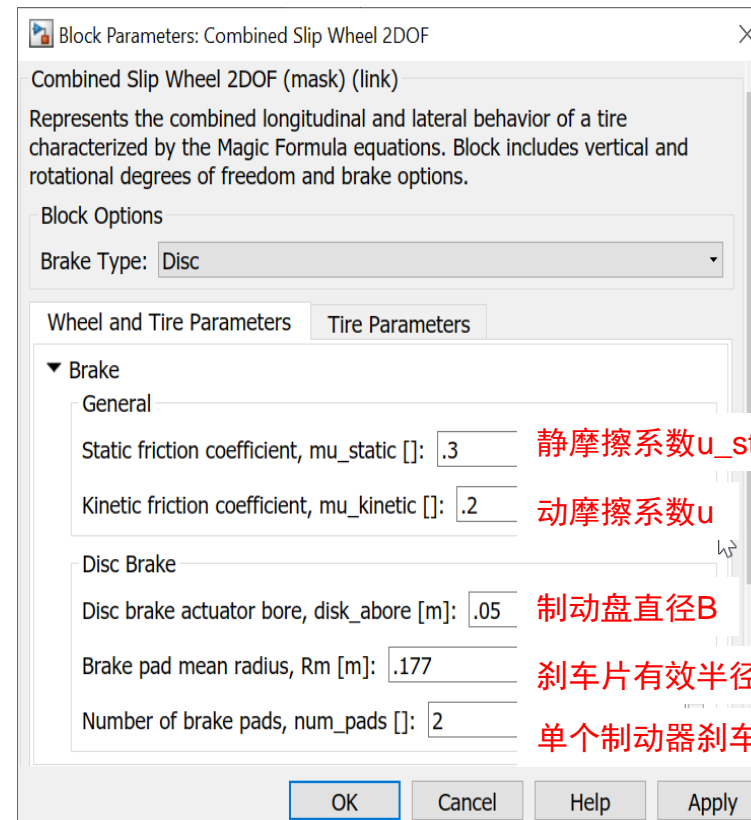 Block Parameters: Combined Slip Wheel 2DOF
Combined Slip Wheel 2DOF (mask) (link)
Represents the combined longitudinal and lateral behavior of a tire
characterized by the Magic Formula equations. Block includes vertical and
rotational degrees of freedom and brake options.
Block Options
Brake Type: Disc
Wheel and Tire Parameters Tire Parameters
Brake
General
Static friction coefficient, mu_static []: .3 静摩擦系数u_st
Kinetic friction coefficient, mu_kinetic []: .2 动摩擦系数u
Disc Brake
Disc brake actuator bore, disk_abore [m]: .05 制动盘直径B
Brake pad mean radius, Rm [m]: .177 刹车片有效半径
Number of brake pads, num_pads []: 2 单个制动器刹车
OK Cancel Help Apply